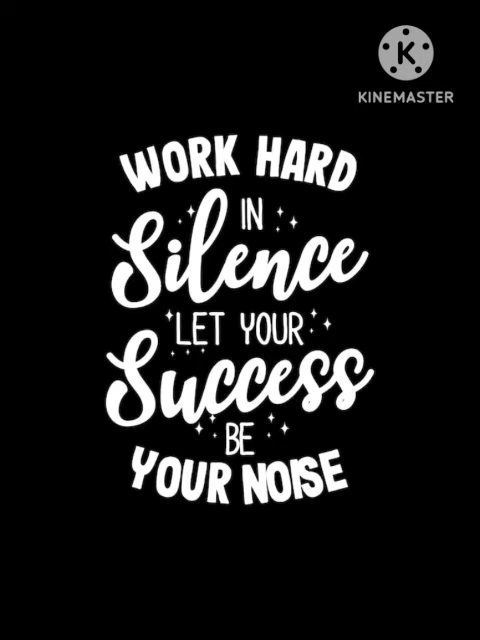 K
KINEMASTER
WORK HARD
IN
Silence
LET YOUR
Success
BE
YOUR NOISE